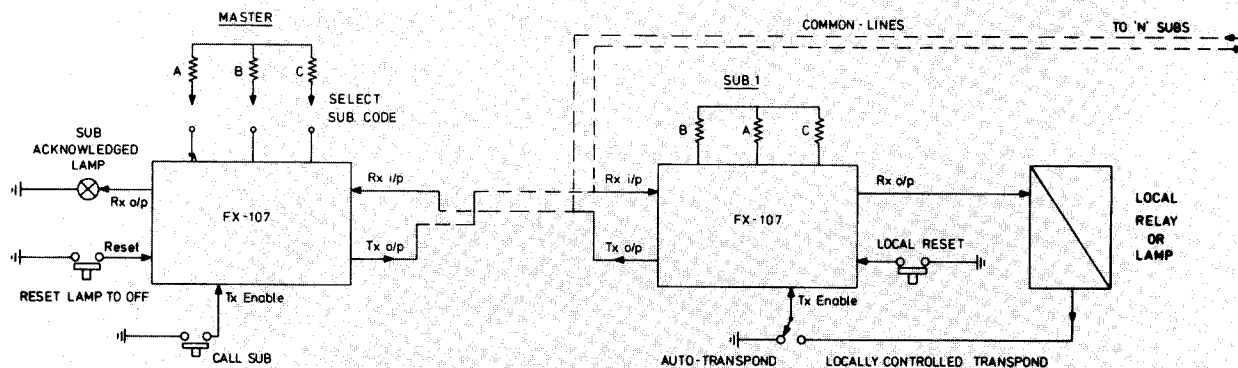 MASTER
COMMON-LINES
TO 'N' SUBS
A
B
C
SELECT
SUB CODE
SUB
ACKNOWLEDGED
LAMP
Rx o/p
FX-107
Rx i/p
Tx o/p
Reset
RESET LAMP TO OFF
Tx Enable
CALL SUB
SUB.1
B
A
C
Rx i/p
Tx o/p
FX-107
Rx o/p
LOCAL RESET
Tx Enable
AUTO-TRANSPOND
LOCALLY CONTROLLED TRANSPOND
LOCAL
RELAY
OR
LAMP